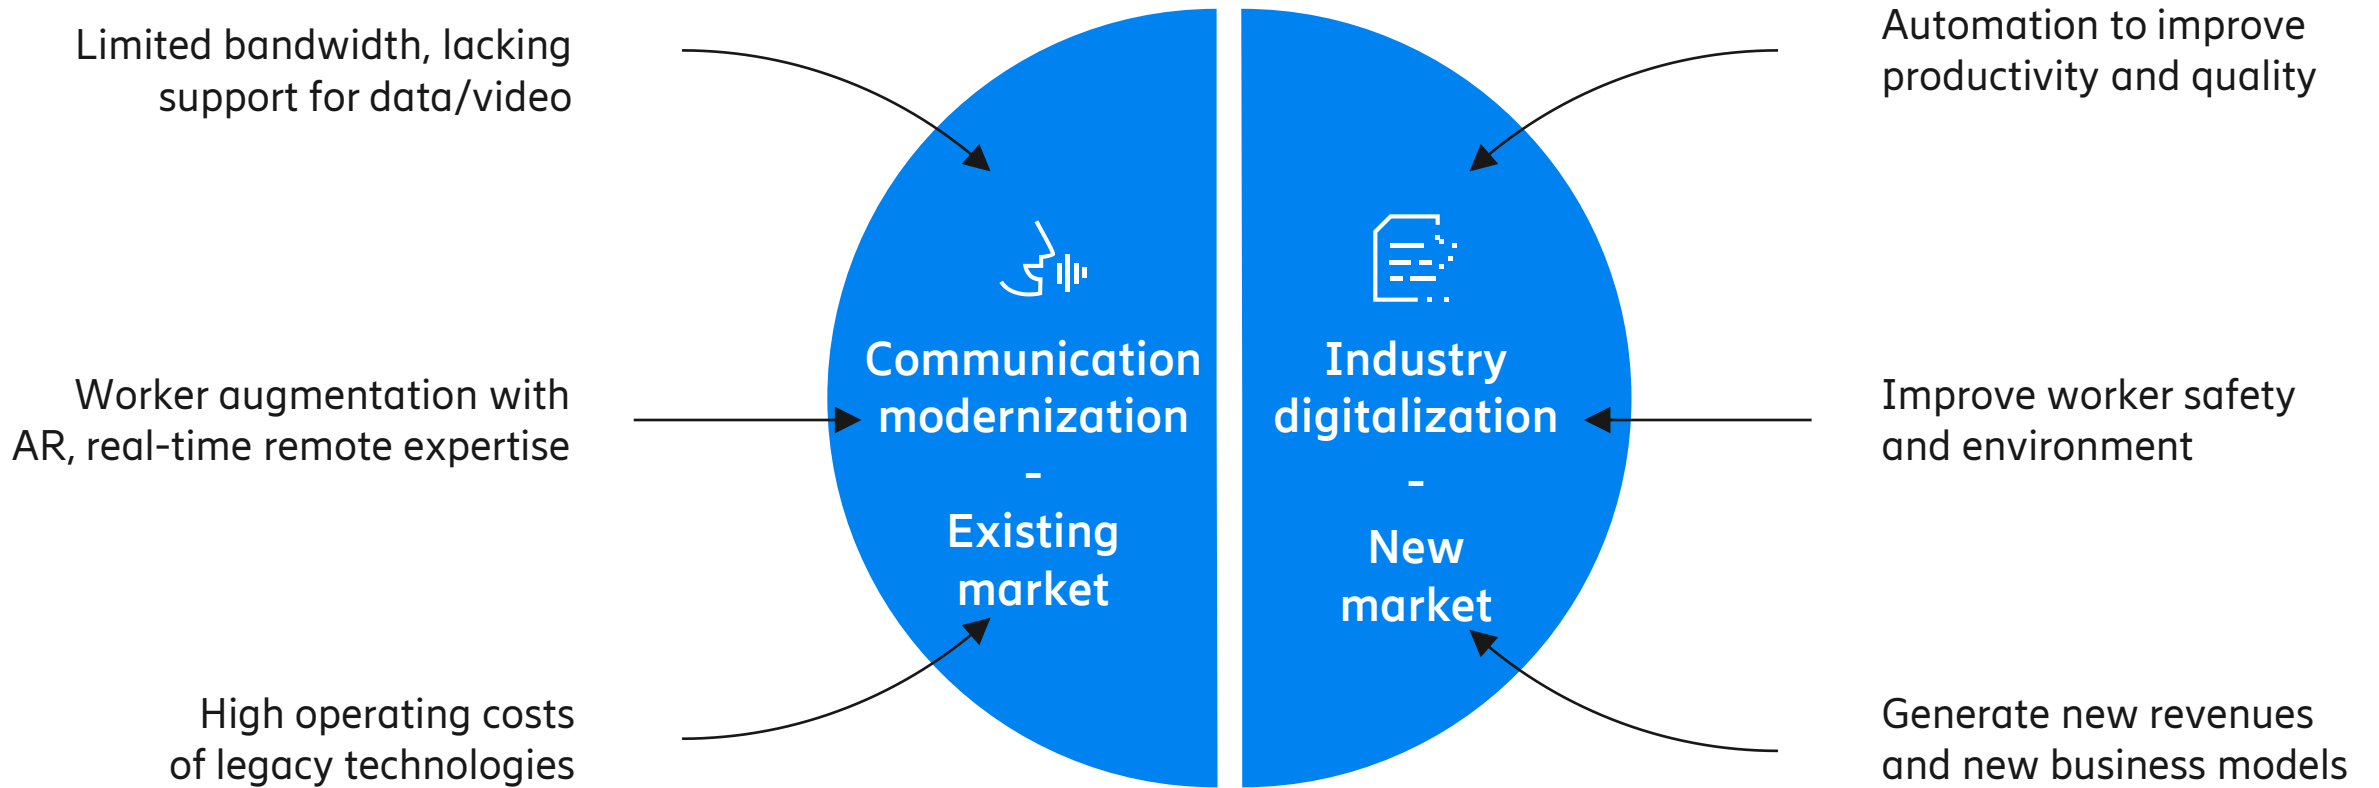 Limited bandwidth, lacking
support for data/video
Worker augmentation with
AR, real-time remote expertise
High operating costs
of legacy technologies
Communication
modernization
-
Existing
market
Industry
digitalization
-
New
market
Automation to improve
productivity and quality
Improve worker safety
and environment
Generate new revenues
and new business models